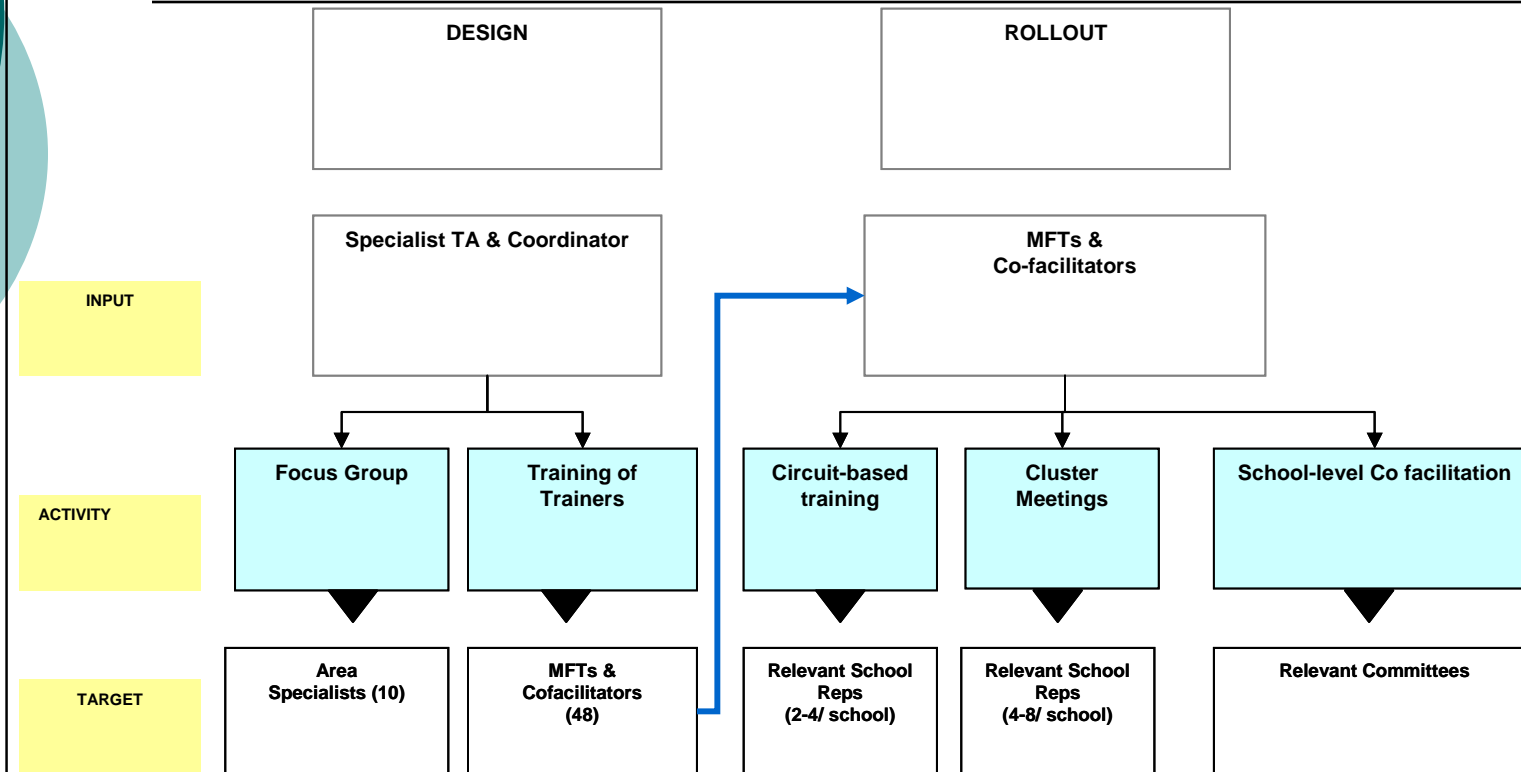 DESIGN
ROLLOUT
Specialist TA & Coordinator
MFTs &
Co-facilitators
INPUT
Focus Group
Training of
Trainers
Circuit-based
training
Cluster
Meetings
School-level Co facilitation
ACTIVITY
Area
Specialists (10)
MFTs &
Cofacilitators
(48)
Relevant School
Reps
(2-4/ school)
Relevant School
Reps
(4-8/ school)
Relevant Committees
TARGET